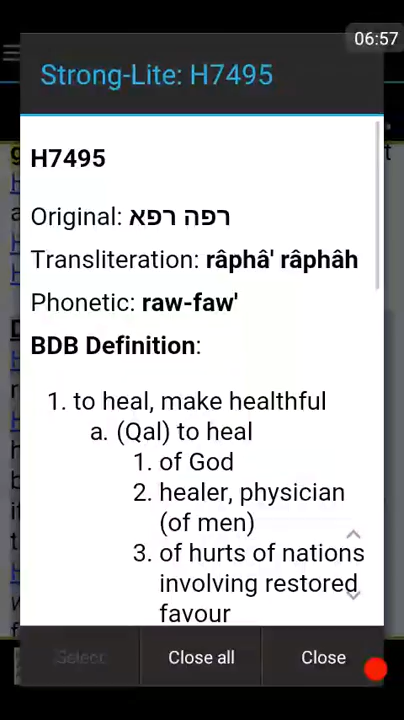 06:57
Strong-Lite: H7495
H7495
Original: רפה רפא
Transliteration: râphâ' râphâh
Phonetic: raw-faw'
BDB Definition:
1. to heal, make healthful
a. (Qal) to heal
1. of God
2. healer, physician
(of men)
3. of hurts of nations
involving restored
favour
Select Close all Close